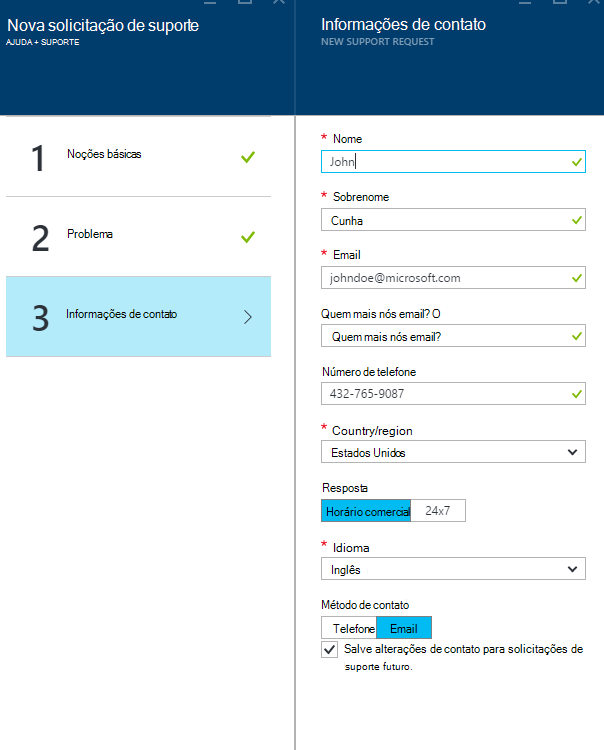 Nova solicitação de suporte
AJUDA + SUPORTE
1
Noções básicas
2
Problema
3
Informações de contato
Informações de contato
NEW SUPPORT REQUEST
* Nome
John
* Sobrenome
Cunha
* Email
johndoe@microsoft.com
Quem mais nós email? O
Quem mais nós email?
Número de telefone
432-765-9087
* Country/region
Estados Unidos
Resposta
Horário comercial 24x7
* Idioma
Inglês
Método de contato
Telefone Email
Salve alterações de contato para solicitações de
suporte futuro.